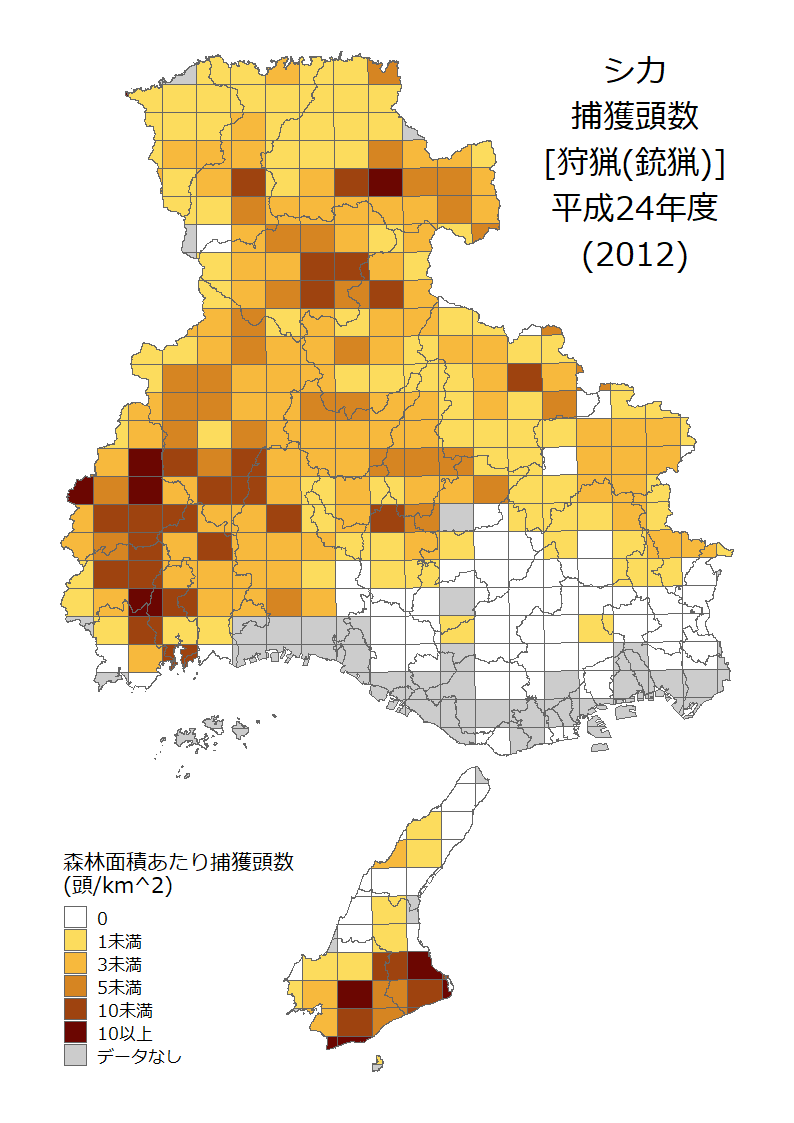 シカ
捕獲頭数
[狩猟(銃猟)]
平成24年度
(2012)
森林面積あたり捕獲頭数
(頭/km^2)
0
1未満
3未満
5未満
10未満
10以上
データなし